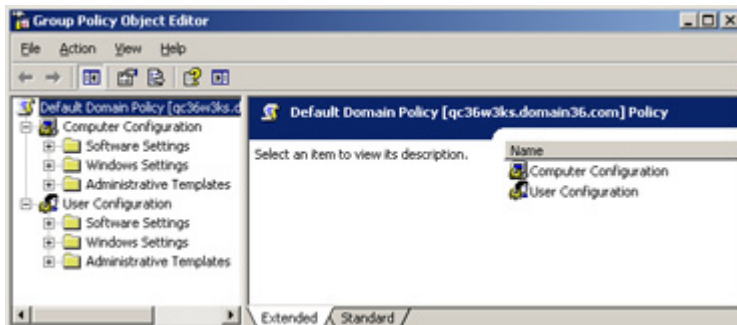 Group Policy Object Editor
File Action View Help
Default Domain Policy [qc36w3ks.d
Computer Configuration
Software Settings
Windows Settings
Administrative Templates
User Configuration
Software Settings
Windows Settings
Administrative Templates
Default Domain Policy [qc36w3ks.domain36.com] Policy
Select an item to view its description.
Name
Computer Configuration
User Configuration
Extended Standard